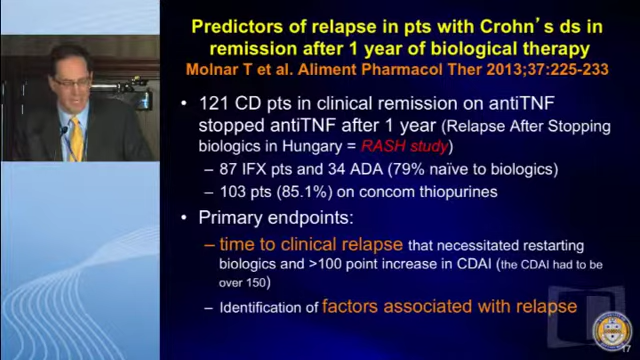 Predictors of relapse in pts with Crohn's ds in
remission after 1 year of biological therapy
Molnar T et al. Aliment Pharmacol Ther 2013;37:225-233
• 121 CD pts in clinical remission on antiTNF
stopped antiTNF after 1 year (Relapse After Stopping
biologics in Hungary = RASH study)
– 87 IFX pts and 34 ADA (79% naïve to biologics)
– 103 pts (85.1%) on concom thiopurines
• Primary endpoints:
– time to clinical relapse that necessitated restarting
biologics and >100 point increase in CDAI (the CDAI had to be
over 150)
– Identification of factors associated with relapse
17